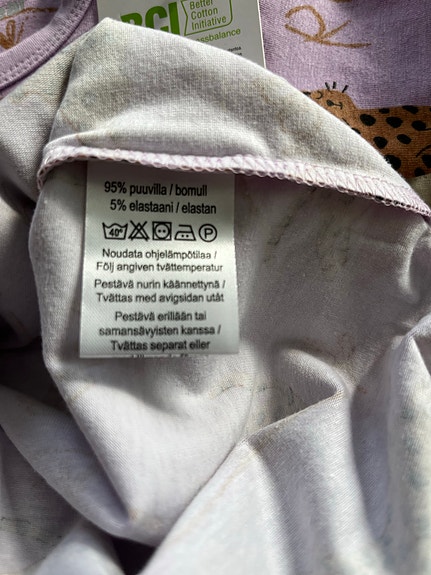 BCI
Better
Cotton
Initiative
95% puuvilla / bomull
5% elastaani / elastan
40°
P
Noudata ohjelämpötilaa /
Följ angiven tvättemperatur
Pestävä nurin käännettynä /
Tvättas med avigsidan utåt
Pestävä erillään tai
samansävyisten kanssa /
Tvättas separat eller